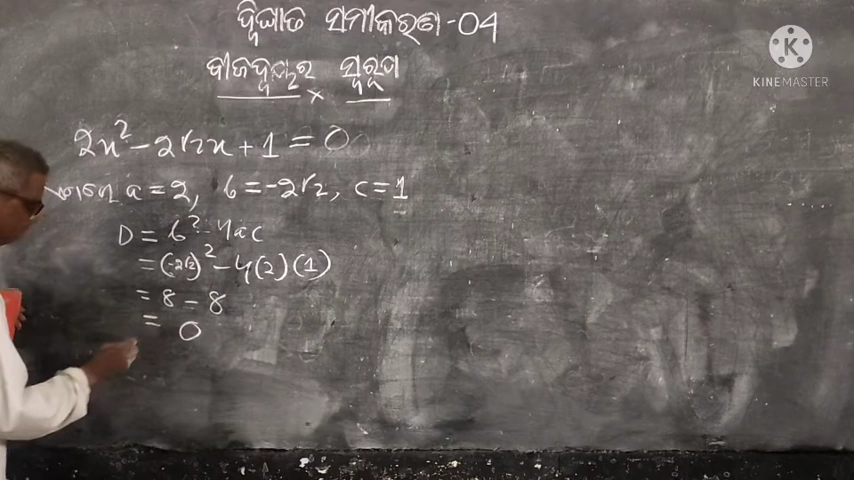 ଦ୍ୱିଘାତ ସମୀକରଣ-04
ବୀଜଦ୍ୱୟର ସ୍ୱରୂପ
KINEMASTER
2x² - 2√2x + 1 = 0
ଏଠାରେ a = 2, b = -2√2, c = 1
D = b² - 4ac
= (-2√2)² - 4(2)(1)
= 8 - 8
= 0